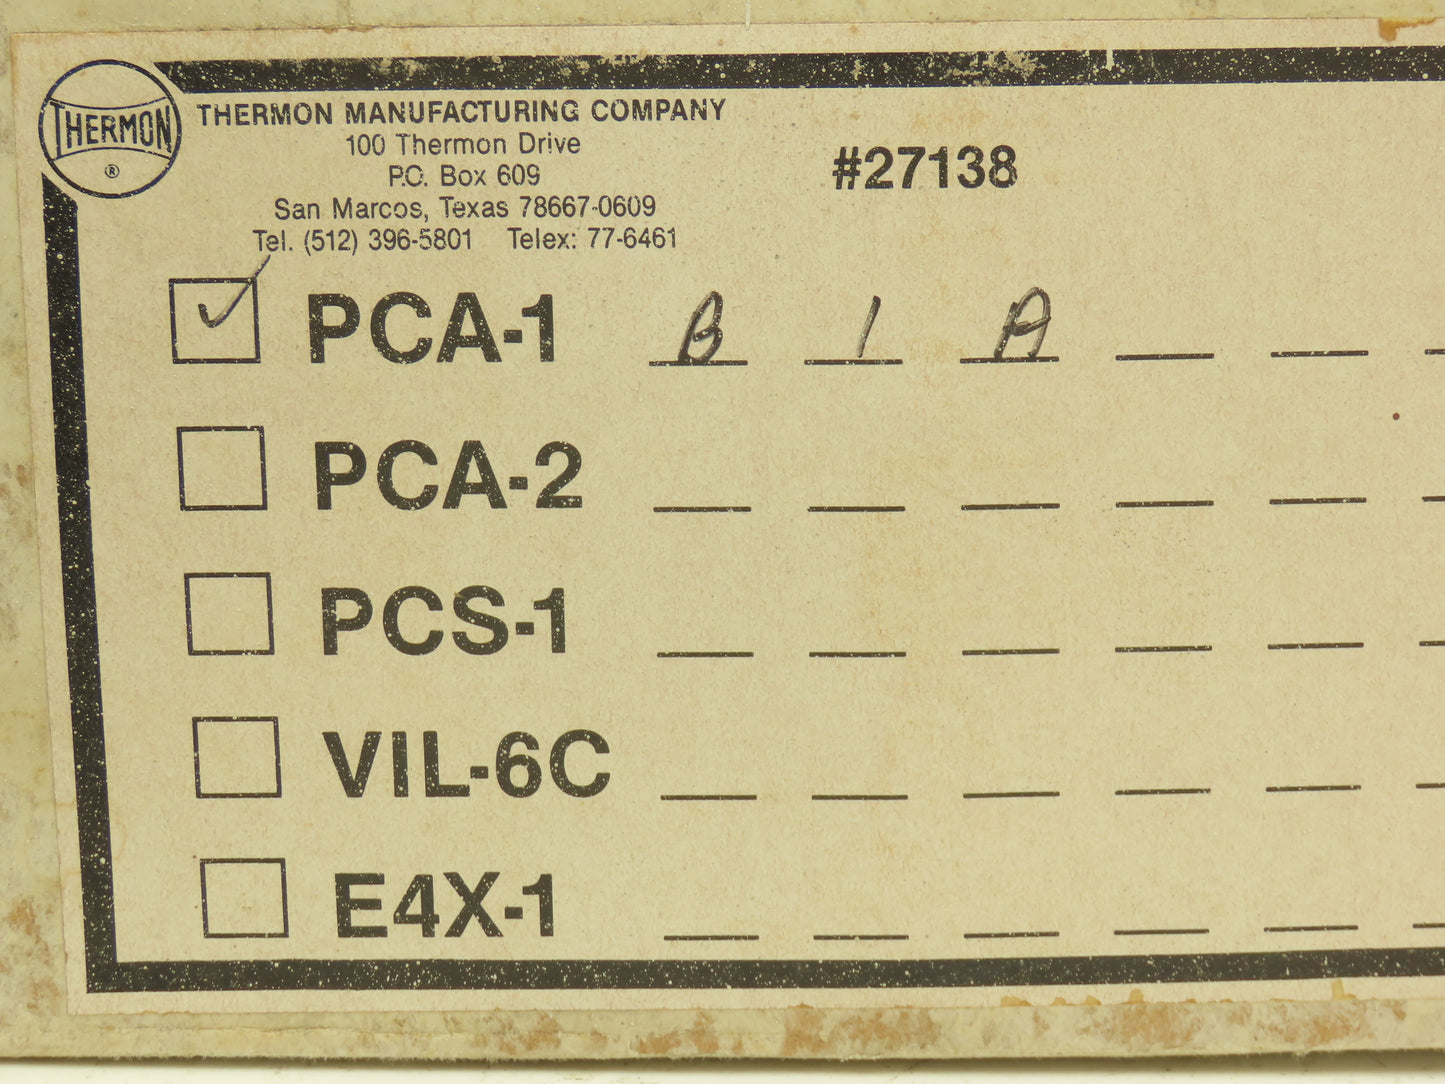 THERMON
®
THERMON MANUFACTURING COMPANY
100 Thermon Drive
P.O. Box 609
San Marcos, Texas 78667-0609
Tel. (512) 396-5801 Telex: 77-6461
#27138
PCA-1 B 1 A
PCA-2
PCS-1
VIL-6C
E4X-1